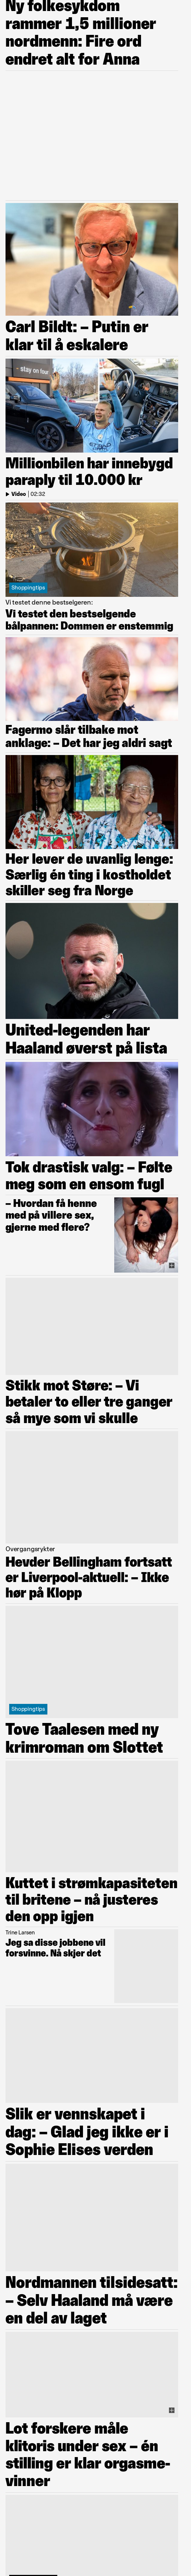 Ny folkesykdom
rammer 1,5 millioner
nordmenn: Fire ord
endret alt for Anna
Carl Bildt: – Putin er
klar til å eskalere
- stay on tour
Millionbilen har innebygd
paraply til 10.000 kr
Video | 02:32
Shoppingtips
Vi testet denne bestselgeren:
Vi testet den bestselgende
bålpannen: Dommen er enstemmig
Fagermo slår tilbake mot
anklage: – Det har jeg aldri sagt
Her lever de uvanlig lenge:
Særlig én ting i kostholdet
skiller seg fra Norge
United-legenden har
Haaland øverst på lista
Tok drastisk valg: – Følte
meg som en ensom fugl
– Hvordan få henne
med på villere sex,
gjerne med flere?
Stikk mot Støre: – Vi
betaler to eller tre ganger
så mye som vi skulle
Overgangsrykter
Hevder Bellingham fortsatt
er Liverpool-aktuell: – Ikke
hør på Klopp
Shoppingtips
Tove Taalesen med ny
krimroman om Slottet
Kuttet i strømkapasiteten
til britene – nå justeres
den opp igjen
Trine Larsen
Jeg sa disse jobbene vil
forsvinne. Nå skjer det
Slik er vennskapet i
dag: – Glad jeg ikke er i
Sophie Elises verden
Nordmannen tilsidesatt:
– Selv Haaland må være
en del av laget
Lot forskere måle
klitoris under sex – én
stilling er klar orgasme-
vinner